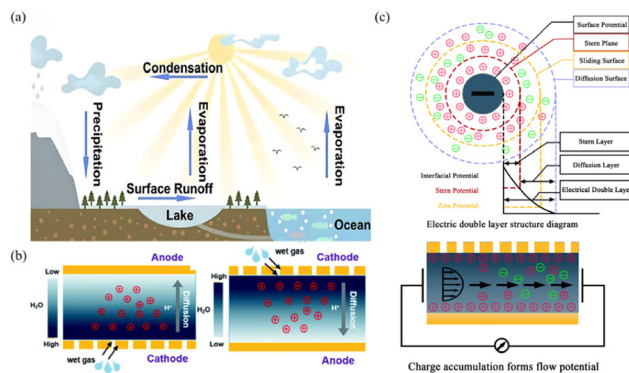 (a)
Condensation
Precipitation
Evaporation
Evaporation
Surface Runoff
Lake
Ocean
(b)
Anode
Low
H₂O
High
H⁺
Diffusion
wet gas
Cathode
wet gas
Cathode
High
H₂O
Low
H⁺
Diffusion
Anode
(c)
Surface Potential
Stern Plane
Sliding Surface
Diffusion Surface
Stern Layer
Diffusion Layer
Electrical Double Laye
Interfacial Potential
Stern Potential
Zeta Potential
Electric double layer structure diagram
Charge accumulation forms flow potential